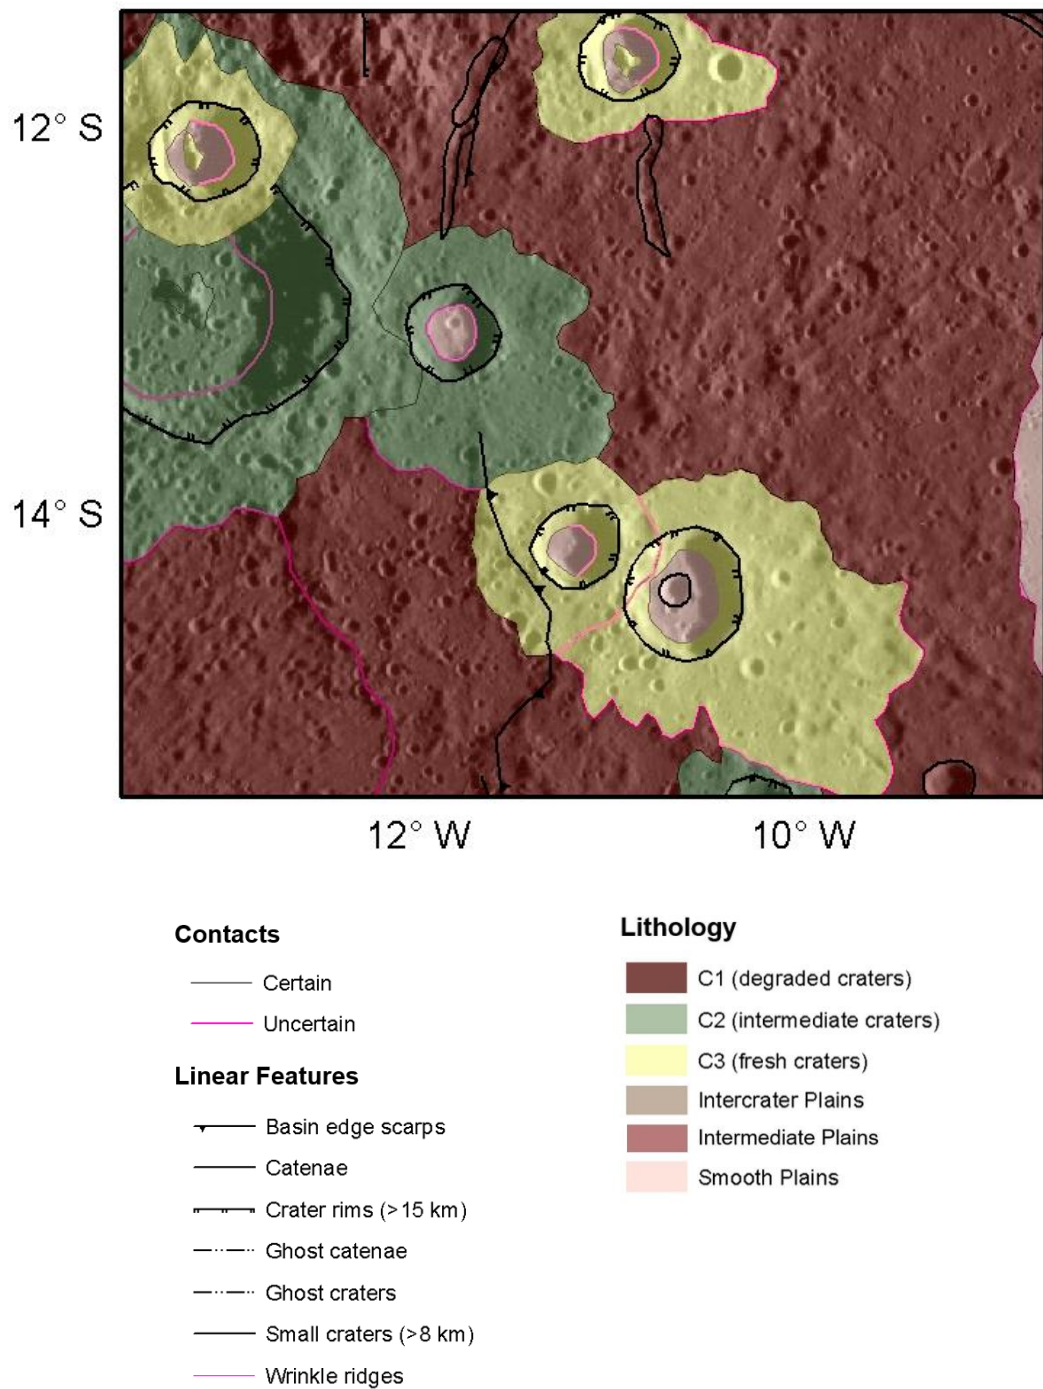 12° S
14° S
12° W
10° W
Contacts
Certain
Uncertain
Linear Features
Basin edge scarps
Catenae
Crater rims (>15 km)
Ghost catenae
Ghost craters
Small craters (>8 km)
Wrinkle ridges
Lithology
C1 (degraded craters)
C2 (intermediate craters)
C3 (fresh craters)
Intercrater Plains
Intermediate Plains
Smooth Plains